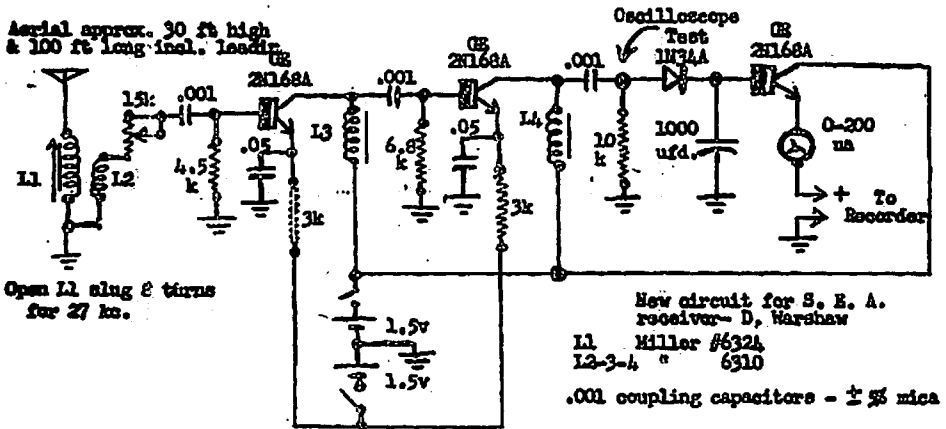 Aerial approx. 30 ft high
& 100 ft long incl. leadin
GE
2N168A
GE
2N168A
Oscilloscope
Test
1N34A
GE
2N168A
15k
.001
.001
.001
L1
L2
4.5
k
.05
3k
L3
6.8
k
.05
3k
L4
10
k
1000
ufd.
0-200
ma
+
To
Recorder
Open L1 slug 8 turns
for 27 kc.
1.5v
1.5v
New circuit for S. E. A.
receiver- D. Warshaw
L1 Miller #6324
L2-3-4 " 6310
.001 coupling capacitors - ± 5% mica